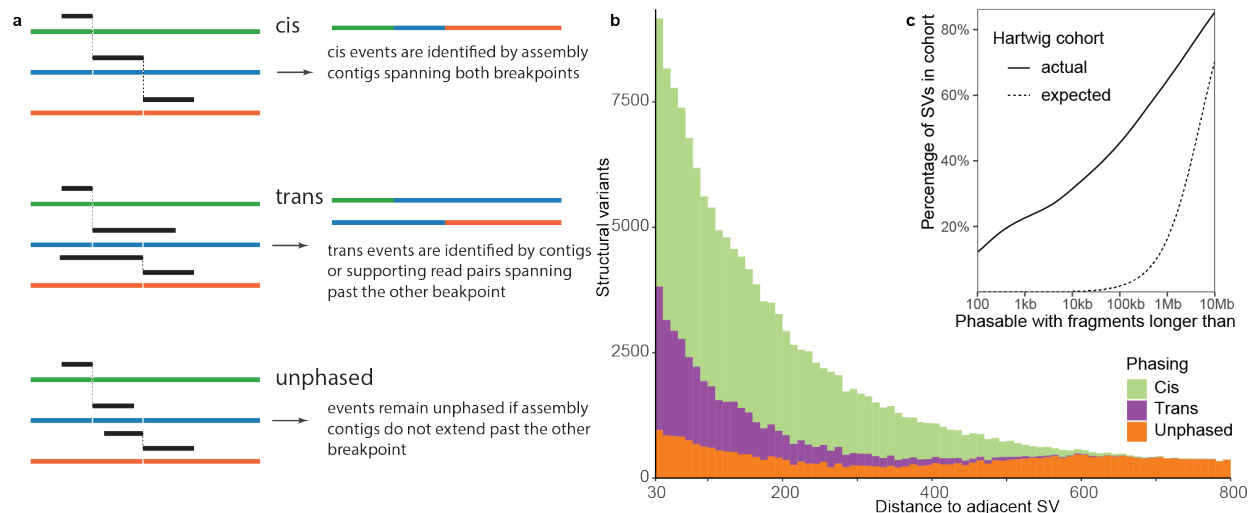 a
cis
cis events are identified by assembly
contigs spanning both breakpoints
trans
trans events are identified by contigs
or supporting read pairs spanning
past the other beakpoint
unphased
events remain unphased if assembly
contigs do not extend past the other
breakpoint
b
Structural variants
7500
5000
2500
0
30
200
400
600
800
Distance to adjacent SV
Phasing
Cis
Trans
Unphased
c
Percentage of SVs in cohort
80%
60%
40%
20%
Hartwig cohort
actual
expected
100
1kb
10kb
100kb
1Mb
10Mb
Phasable with fragments longer than